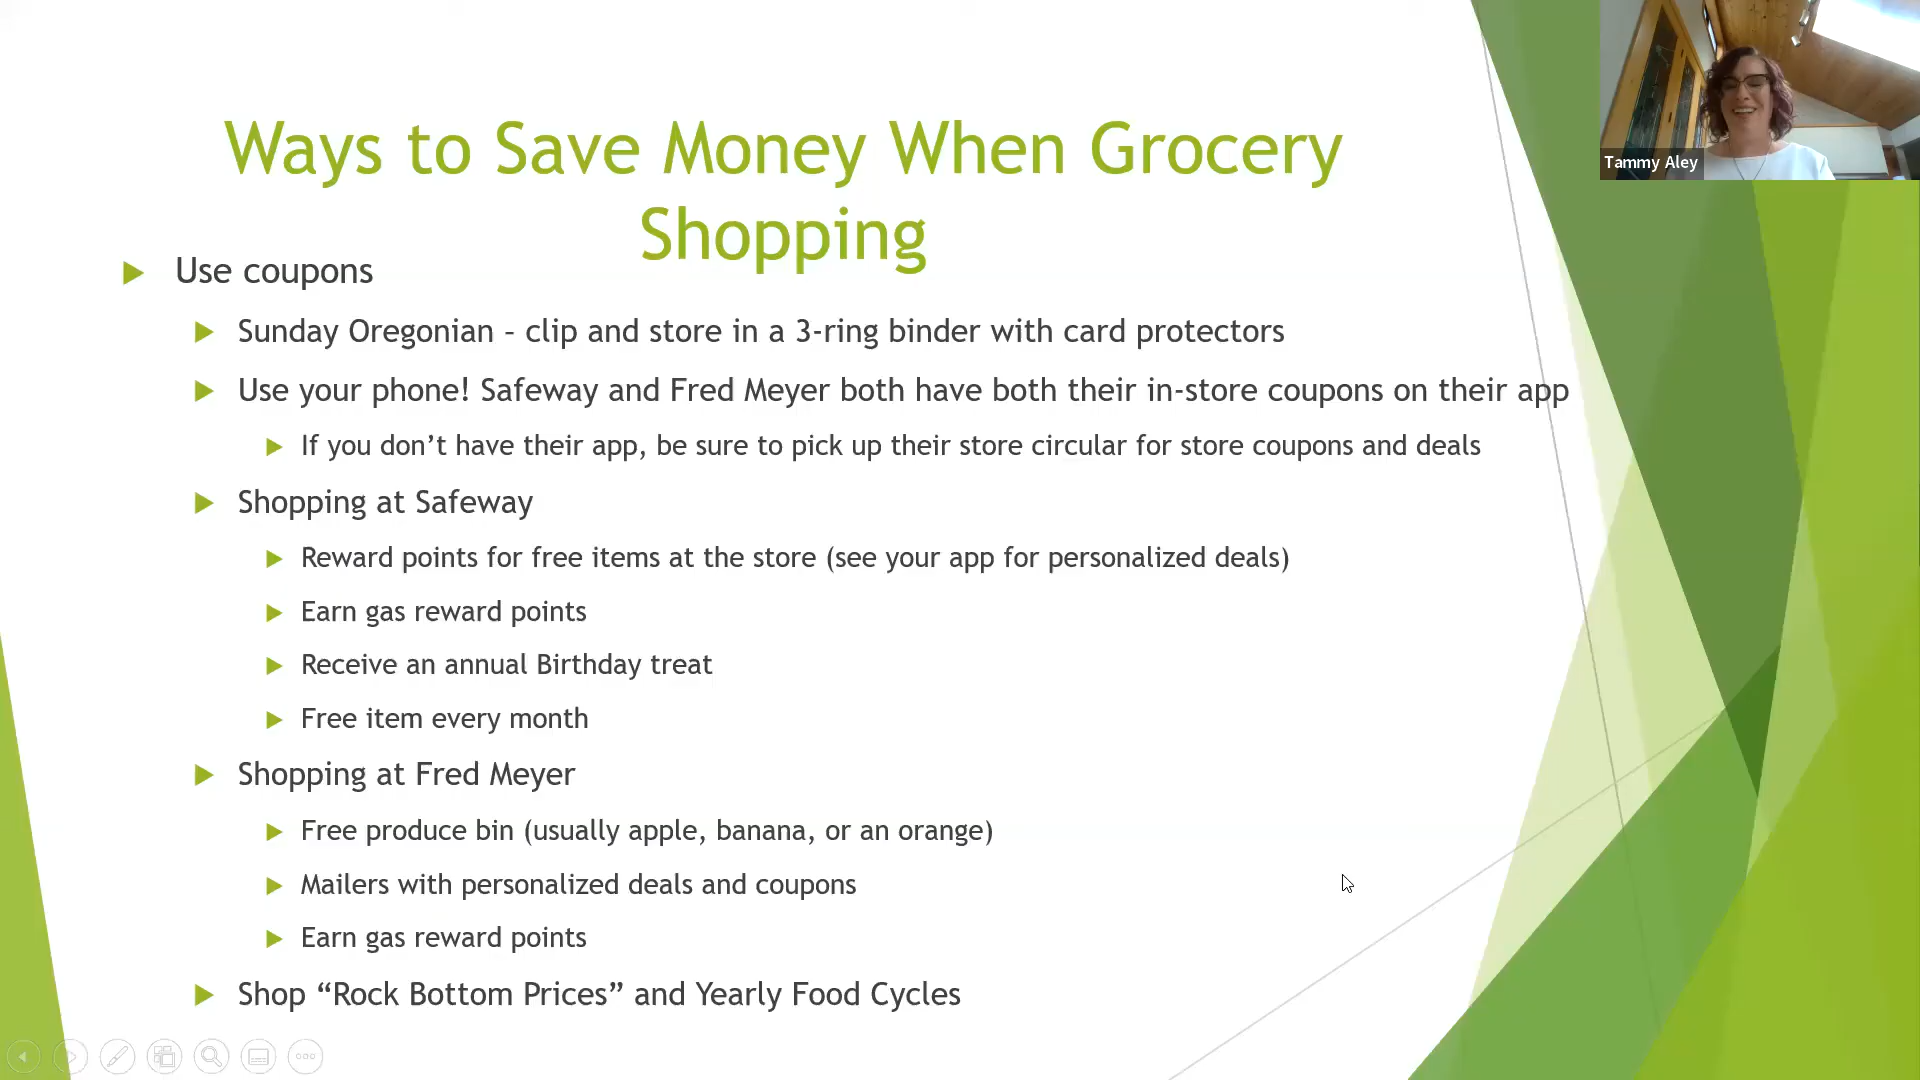 Ways to Save Money When Grocery
Shopping
Tammy Aley
Use coupons
Sunday Oregonian – clip and store in a 3-ring binder with card protectors
Use your phone! Safeway and Fred Meyer both have both their in-store coupons on their app
If you don’t have their app, be sure to pick up their store circular for store coupons and deals
Shopping at Safeway
Reward points for free items at the store (see your app for personalized deals)
Earn gas reward points
Receive an annual Birthday treat
Free item every month
Shopping at Fred Meyer
Free produce bin (usually apple, banana, or an orange)
Mailers with personalized deals and coupons
Earn gas reward points
Shop “Rock Bottom Prices” and Yearly Food Cycles